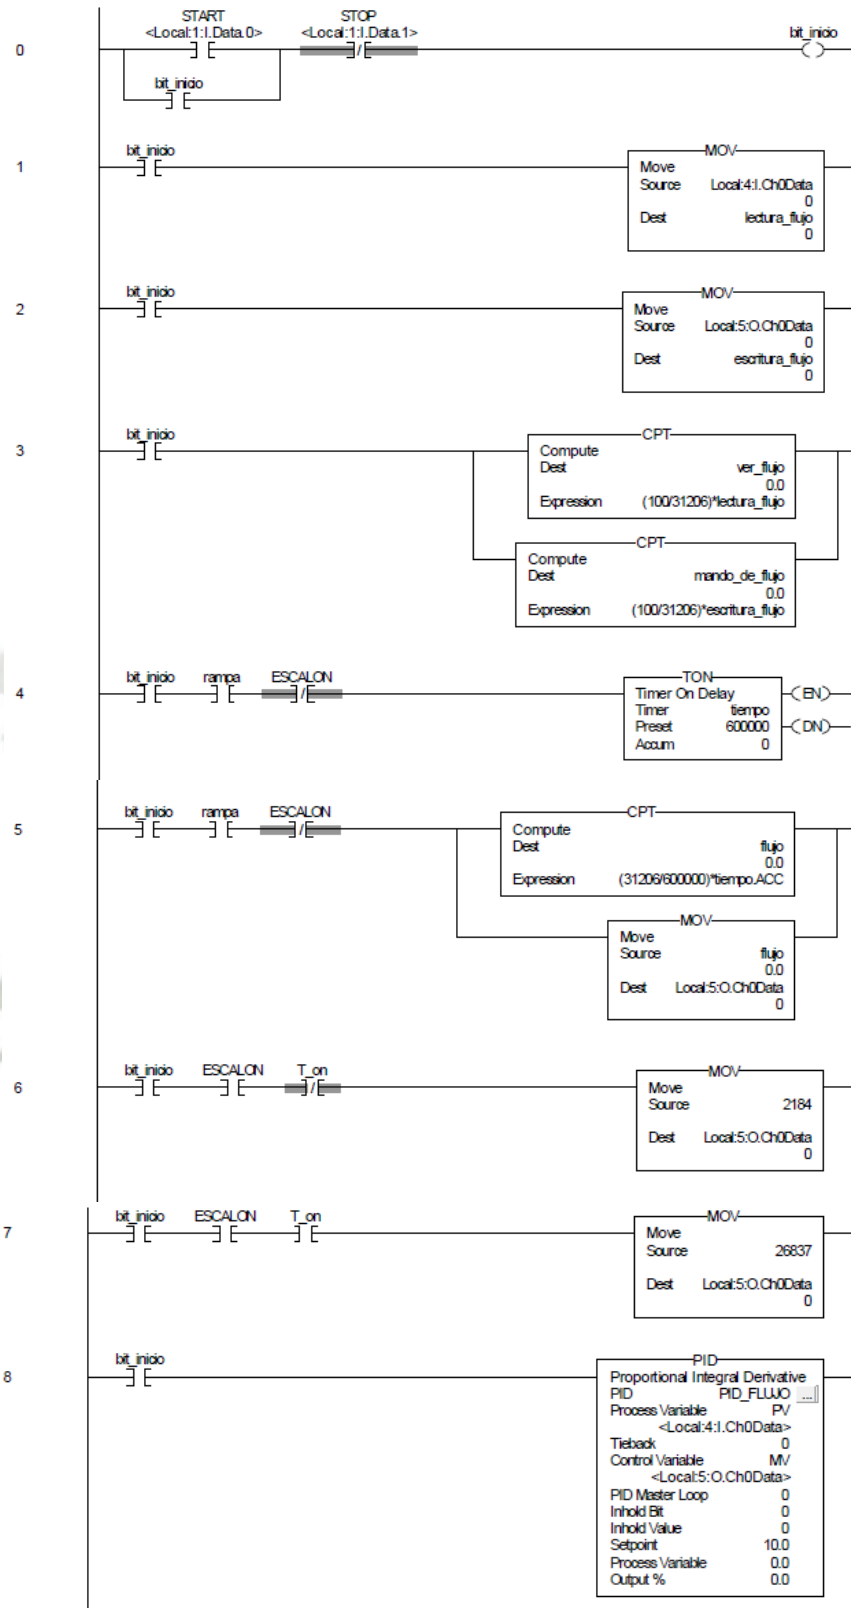 START
<Local:1:I.Data.0>
STOP
<Local:1:I.Data.1>
bit_inicio
0
bit_inicio
bit_inicio
1
MOV
Move
Source Local:4:I.Ch0Data
0
Dest lectura_flujo
0
bit_inicio
2
MOV
Move
Source Local:5:O.Ch0Data
0
Dest escritura_flujo
0
bit_inicio
3
CPT
Compute
Dest ver_flujo
0.0
Expression (100/31206)*lectura_flujo
CPT
Compute
Dest mando_de_flujo
0.0
Expression (100/31206)*escritura_flujo
bit_inicio rampa ESCALON
4
TON
Timer On Delay
Timer tiempo
Preset 600000
Accum 0
EN
DN
bit_inicio rampa ESCALON
5
CPT
Compute
Dest flujo
0.0
Expression (31206/600000)*tiempo.ACC
MOV
Move
Source flujo
0.0
Dest Local:5:O.Ch0Data
0
bit_inicio ESCALON T_on
6
MOV
Move
Source 2184
Dest Local:5:O.Ch0Data
0
bit_inicio ESCALON T_on
7
MOV
Move
Source 26837
Dest Local:5:O.Ch0Data
0
bit_inicio
8
PID
Proportional Integral Derivative
PID PID_FLUJO ...
Process Variable PV
<Local:4:I.Ch0Data>
Tieback 0
Control Variable MV
<Local:5:O.Ch0Data>
PID Master Loop 0
Inhold Bit 0
Inhold Value 0
Setpoint 10.0
Process Variable 0.0
Output % 0.0